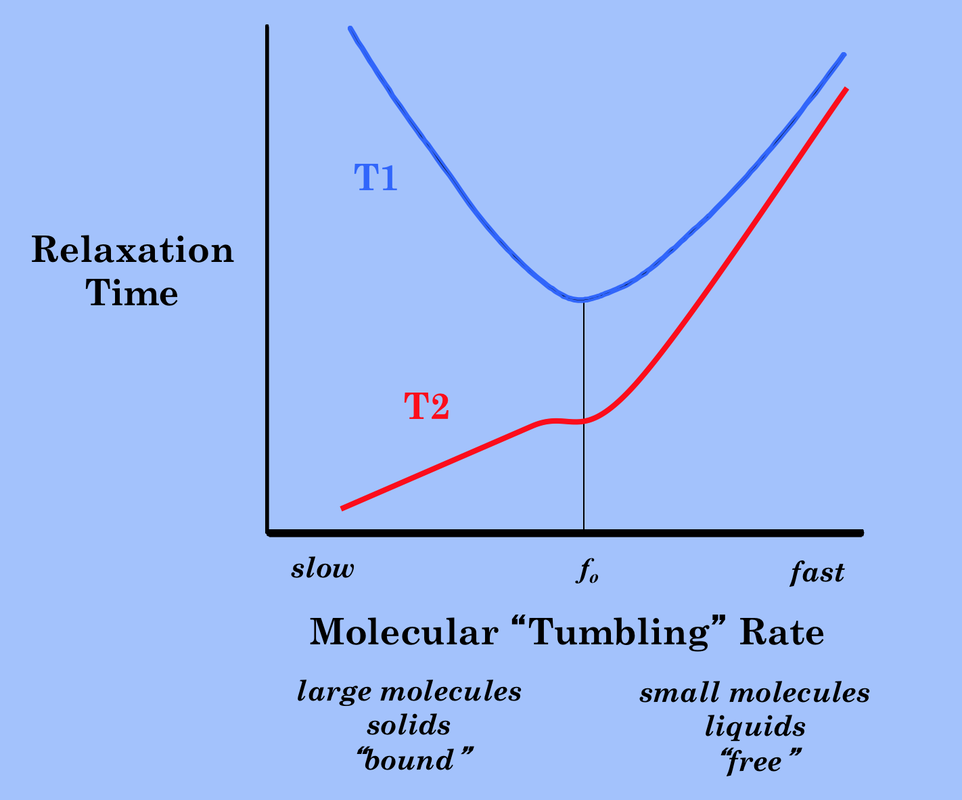 T1
Relaxation
Time
T2
slow
fo
fast
Molecular “Tumbling” Rate
large molecules
solids
“bound”
small molecules
liquids
“free”